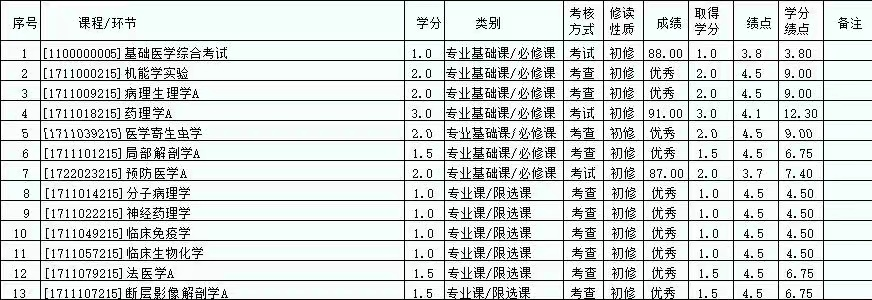 序号 课程/环节 学分 类别 考核方式 修读性质 成绩 取得学分 绩点 学分绩点 备注
1 [1100000005]基础医学综合考试 1.0 专业基础课/必修课 考试 初修 88.00 1.0 3.8 3.80
2 [1711000215]机能学实验 2.0 专业基础课/必修课 考查 初修 优秀 2.0 4.5 9.00
3 [1711009215]病理生理学A 2.0 专业基础课/必修课 考查 初修 优秀 2.0 4.5 9.00
4 [1711018215]药理学A 3.0 专业基础课/必修课 考试 初修 91.00 3.0 4.1 12.30
5 [1711039215]医学寄生虫学 2.0 专业基础课/必修课 考查 初修 优秀 2.0 4.5 9.00
6 [1711101215]局部解剖学A 1.5 专业基础课/必修课 考查 初修 优秀 1.5 4.5 6.75
7 [1722023215]预防医学A 2.0 专业基础课/必修课 考试 初修 87.00 2.0 3.7 7.40
8 [1711014215]分子病理学 1.0 专业课/限选课 考查 初修 优秀 1.0 4.5 4.50
9 [1711022215]神经药理学 1.0 专业课/限选课 考查 初修 优秀 1.0 4.5 4.50
10 [1711049215]临床免疫学 1.0 专业课/限选课 考查 初修 优秀 1.0 4.5 4.50
11 [1711057215]临床生物化学 1.0 专业课/限选课 考查 初修 优秀 1.0 4.5 4.50
12 [1711079215]法医学A 1.5 专业课/限选课 考查 初修 优秀 1.5 4.5 6.75
13 [1711107215]断层影像解剖学A 1.5 专业课/限选课 考查 初修 优秀 1.5 4.5 6.75